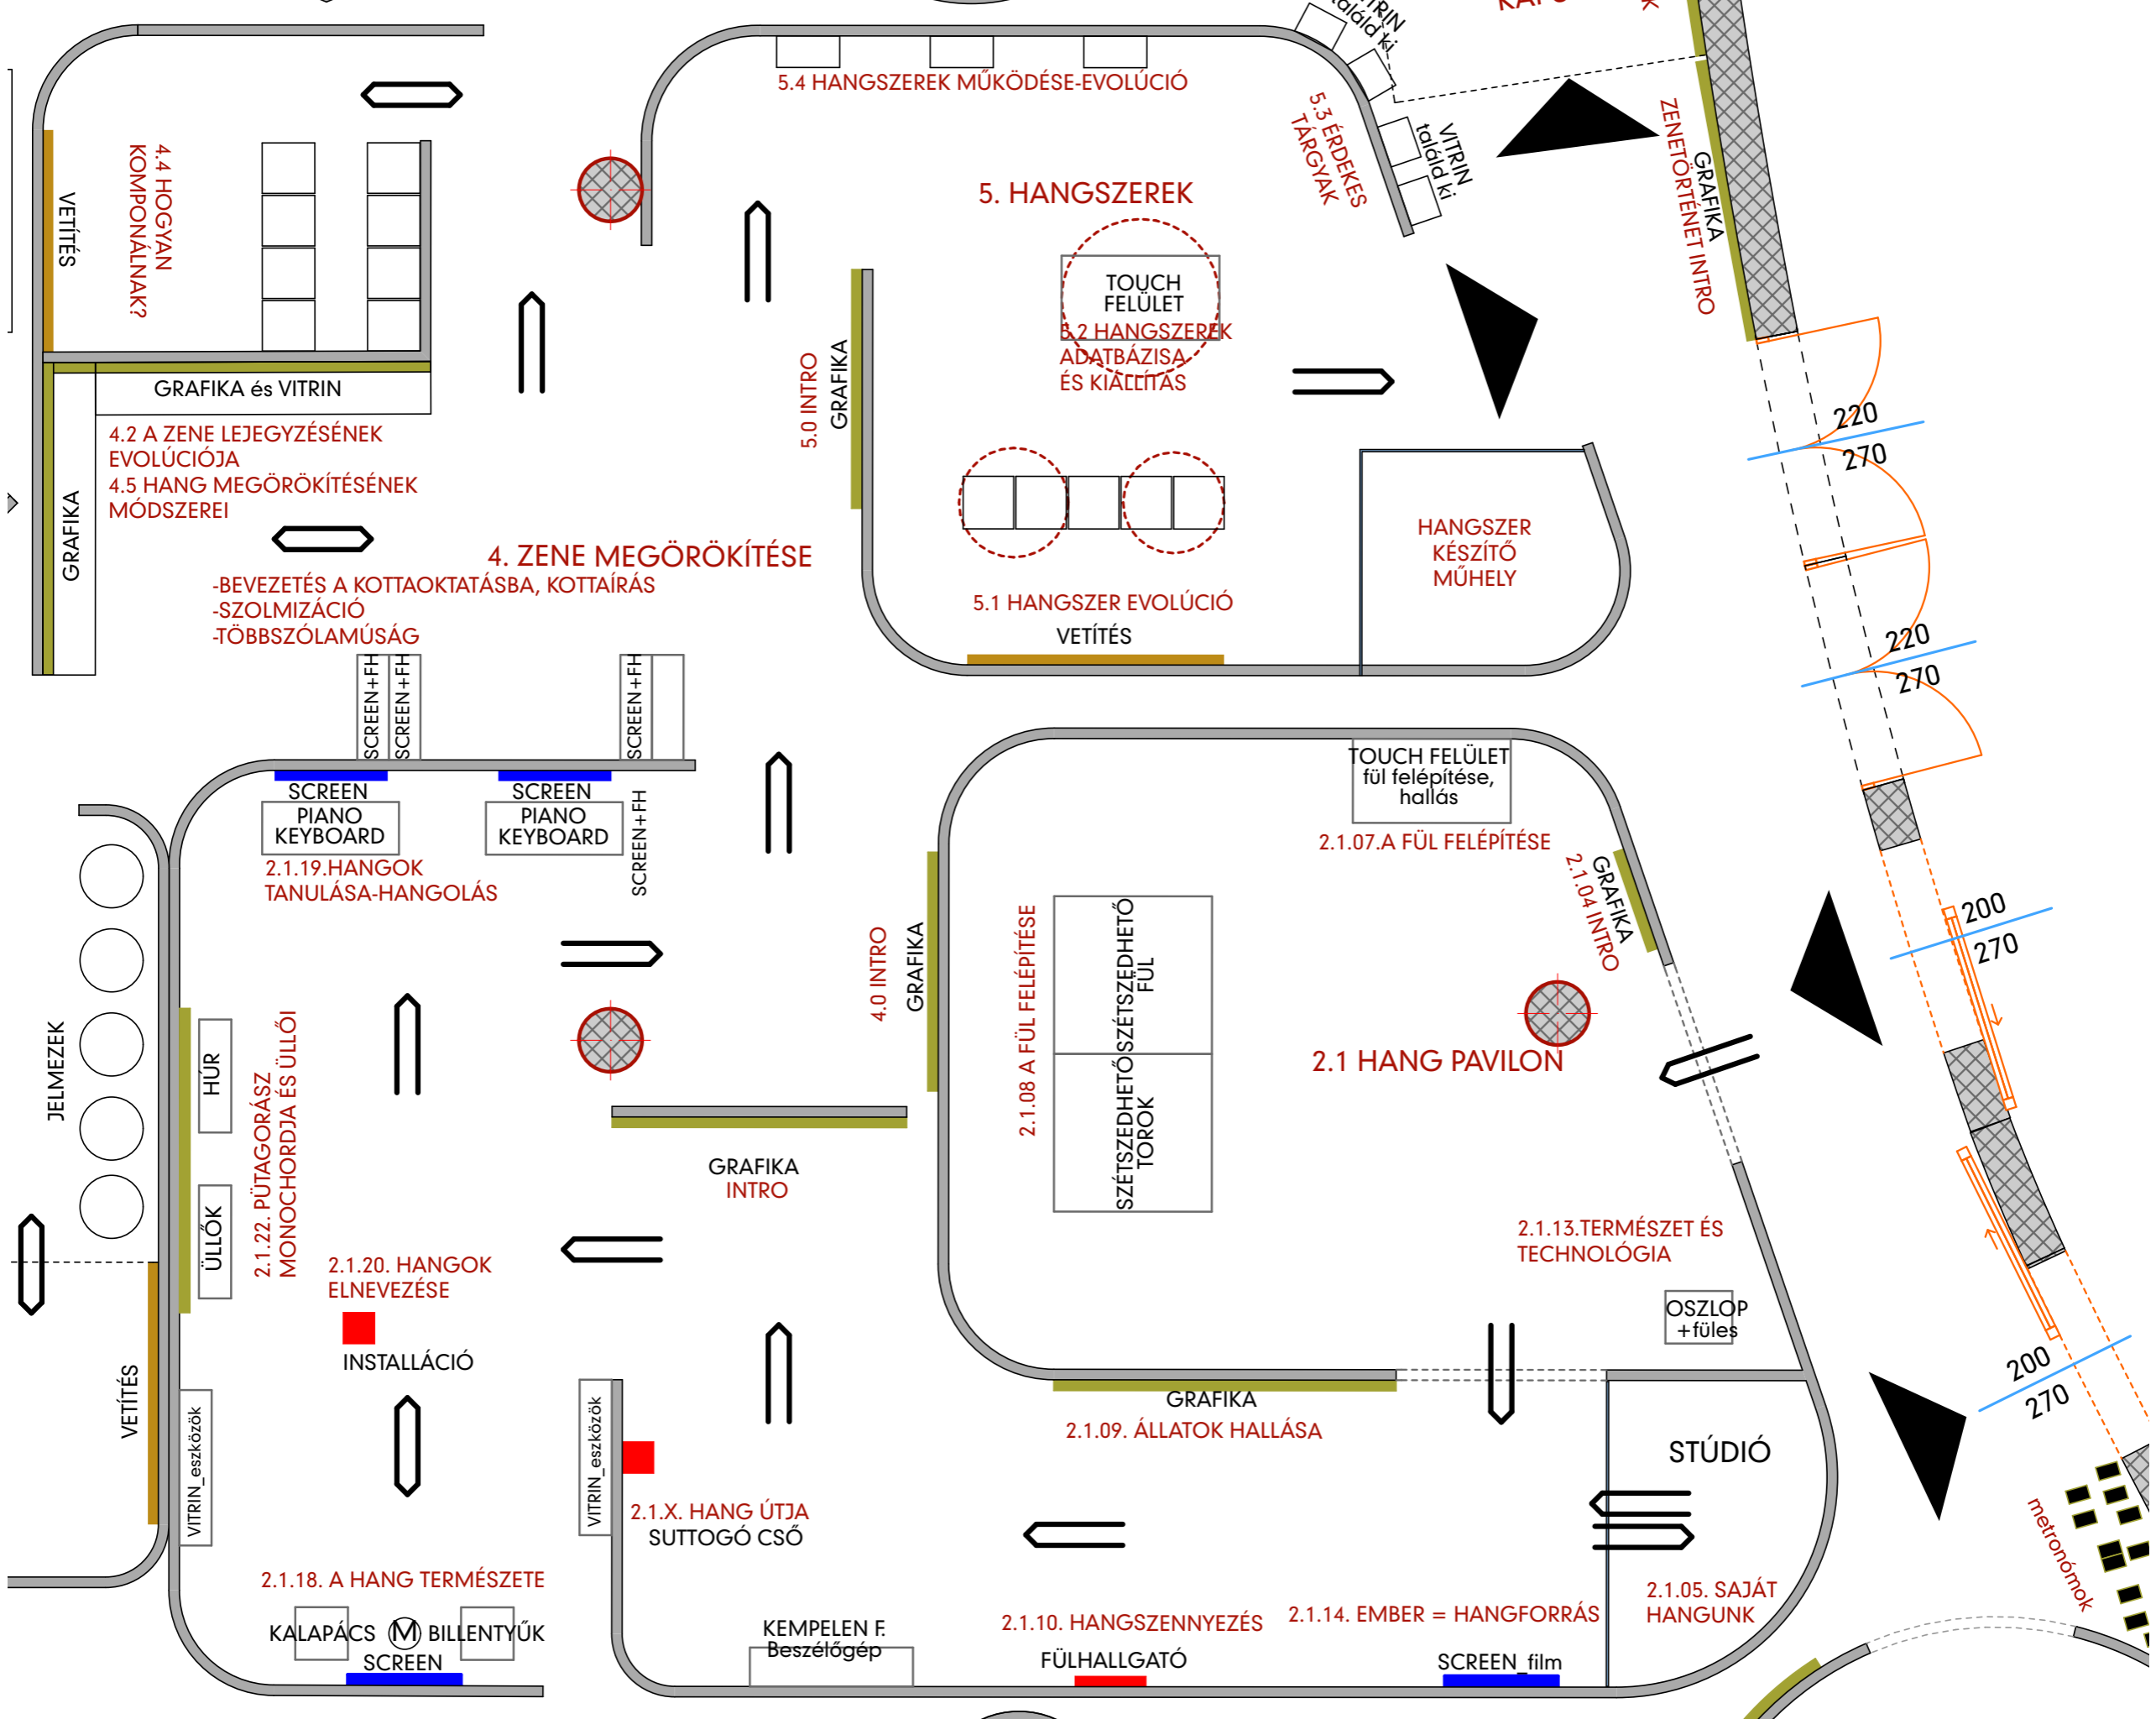 VITRIN
találd ki
5.4 HANGSZEREK MŰKÖDÉSE-EVOLÚCIÓ
5.3 ÉRDEKES
TÁRGYAK
VITRIN
találd ki
GRAFIKA
ZENETÖRTÉNET INTRO
VETÍTÉS
4.4 HOGYAN
KOMPONÁLNAK?
5. HANGSZEREK
TOUCH
FELÜLET
5.2 HANGSZEREK
ADATBÁZISA
ÉS KIÁLLÍTÁS
5.0 INTRO
GRAFIKA
GRAFIKA és VITRIN
4.2 A ZENE LEJEGYZÉSÉNEK
EVOLÚCIÓJA
4.5 HANG MEGÖRÖKÍTÉSÉNEK
MÓDSZEREI
GRAFIKA
220
270
HANGSZER
KÉSZÍTŐ
MŰHELY
4. ZENE MEGÖRÖKÍTÉSE
-BEVEZETÉS A KOTTAOKTATÁSBA, KOTTAÍRÁS
-SZOLMIZÁCIÓ
-TÖBBSZÓLAMÚSÁG
5.1 HANGSZER EVOLÚCIÓ
VETÍTÉS
220
270
SCREEN+FH
SCREEN+FH
SCREEN+FH
SCREEN
PIANO
KEYBOARD
SCREEN
PIANO
KEYBOARD
SCREEN+FH
2.1.19.HANGOK
TANULÁSA-HANGOLÁS
TOUCH FELÜLET
fül felépítése,
hallás
2.1.07.A FÜL FELÉPÍTÉSE
GRAFIKA
2.1.04 INTRO
200
270
4.0 INTRO
GRAFIKA
2.1.08 A FÜL FELÉPÍTÉSE
SZÉTSZEDHETŐ
FÜL
SZÉTSZEDHETŐ
TOROK
2.1 HANG PAVILON
JELMEZEK
HÚR
ÜLLŐK
2.1.22. PÜTAGORÁSZ
MONOCHORDJA ÉS ÜLLŐI
GRAFIKA
INTRO
2.1.20. HANGOK
ELNEVEZÉSE
INSTALLÁCIÓ
2.1.13.TERMÉSZET ÉS
TECHNOLÓGIA
OSZLOP
+füles
200
270
VETÍTÉS
VITRIN_eszközök
VITRIN_eszközök
GRAFIKA
2.1.09. ÁLLATOK HALLÁSA
STÚDIÓ
2.1.X. HANG ÚTJA
SUTTOGÓ CSŐ
metronómok
2.1.18. A HANG TERMÉSZETE
KALAPÁCS
M
BILLENTYŰK
SCREEN
KEMPELEN F.
Beszélőgép
2.1.10. HANGSZENNYEZÉS
FÜLHALLGATÓ
2.1.14. EMBER = HANGFORRÁS
SCREEN_film
2.1.05. SAJÁT
HANGUNK